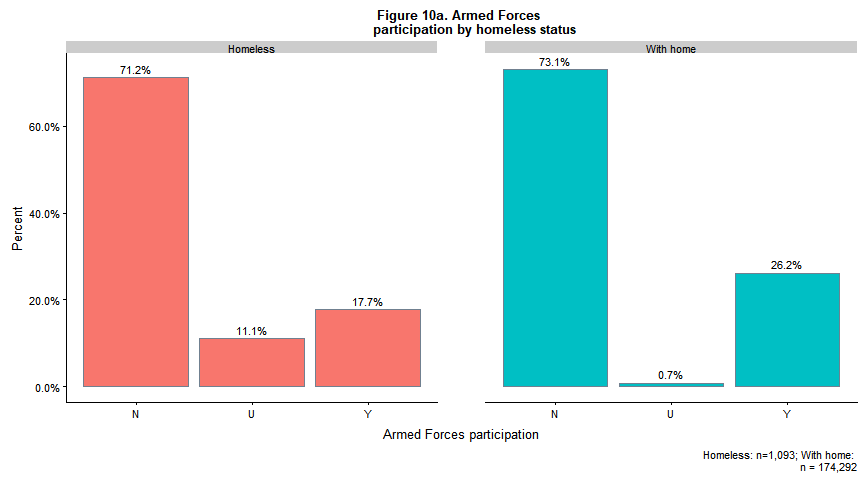 Figure 10a. Armed Forces
participation by homeless status
Homeless
With home
71.2%
11.1%
17.7%
73.1%
0.7%
26.2%
60.0%
40.0%
20.0%
0.0%
Percent
N
U
Y
N
U
Y
Armed Forces participation
Homeless: n=1,093; With home:
n = 174,292